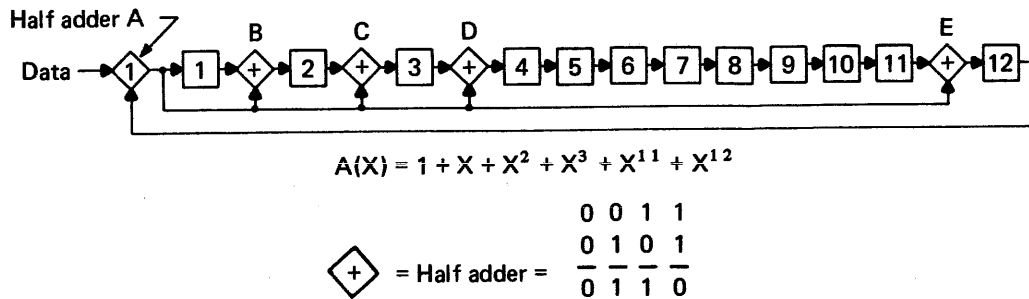 Half adder A
B C D E
Data 1 1 + 2 + 3 + 4 5 6 7 8 9 10 11 + 12
A(X) = 1 + X + X² + X³ + X¹¹ + X¹²
0 0 1 1
0 1 0 1
+ = Half adder =
0 1 1 0